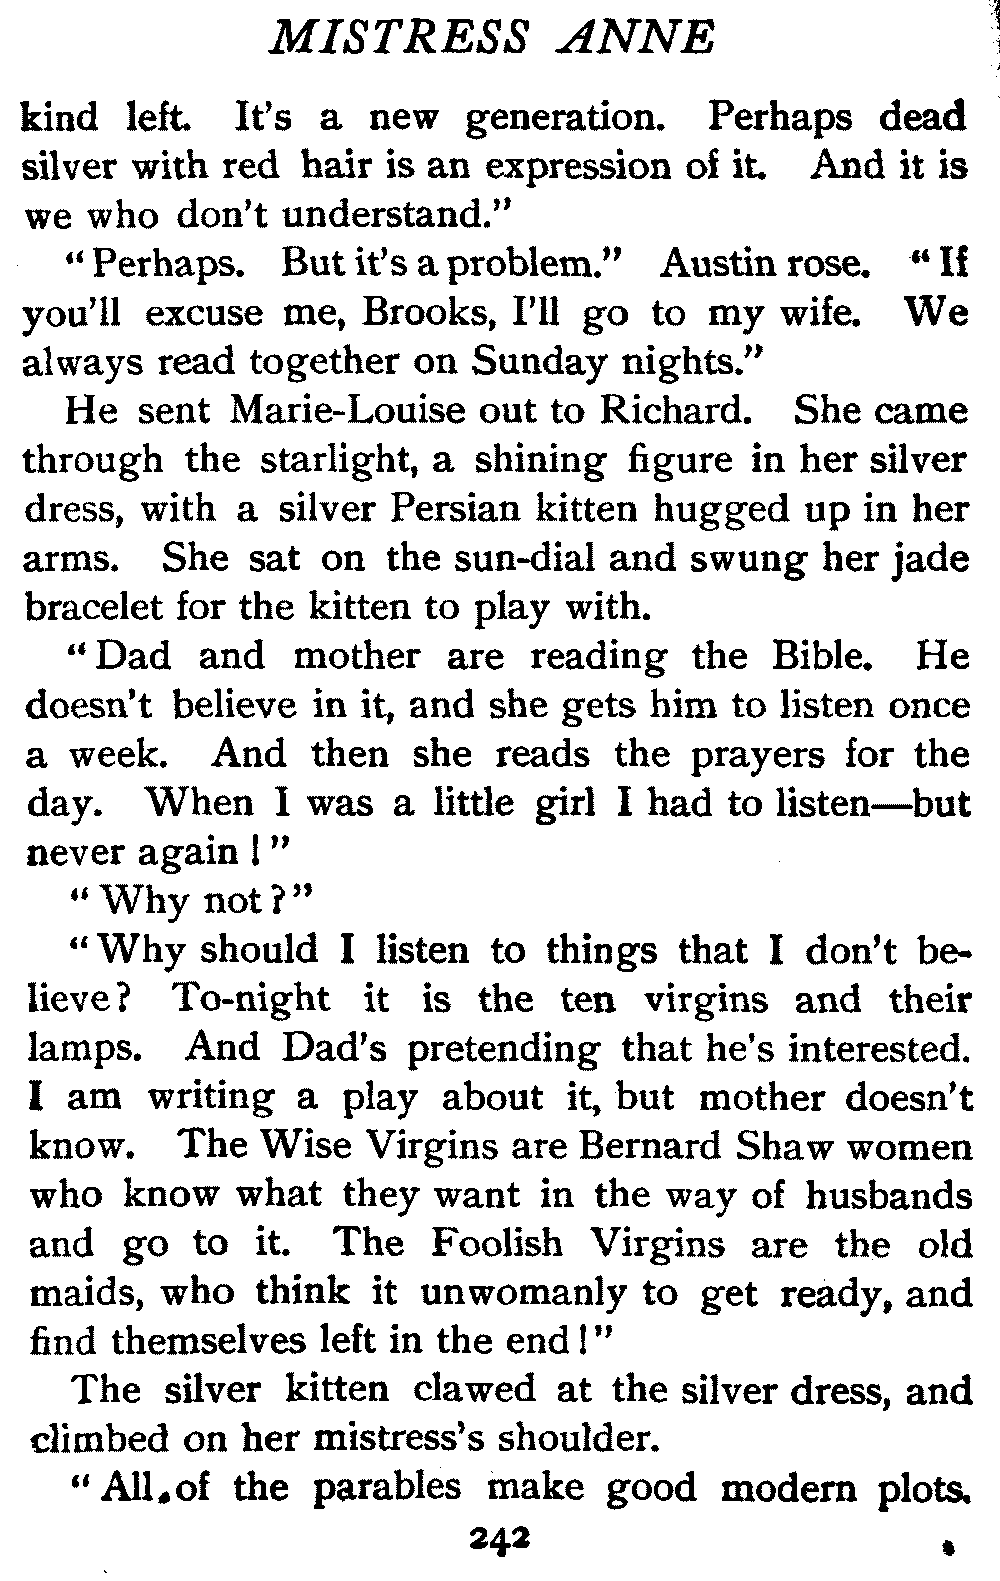 MISTRESS ANNE
kind left. It's a new generation. Perhaps dead
silver with red hair is an expression of it. And it is
we who don't understand."
"Perhaps. But it's a problem." Austin rose. "If
you'll excuse me, Brooks, I'll go to my wife. We
always read together on Sunday nights."
He sent Marie-Louise out to Richard. She came
through the starlight, a shining figure in her silver
dress, with a silver Persian kitten hugged up in her
arms. She sat on the sun-dial and swung her jade
bracelet for the kitten to play with.
"Dad and mother are reading the Bible. He
doesn't believe in it, and she gets him to listen once
a week. And then she reads the prayers for the
day. When I was a little girl I had to listen—but
never again!"
"Why not?"
"Why should I listen to things that I don't be-
lieve? To-night it is the ten virgins and their
lamps. And Dad's pretending that he's interested.
I am writing a play about it, but mother doesn't
know. The Wise Virgins are Bernard Shaw women
who know what they want in the way of husbands
and go to it. The Foolish Virgins are the old
maids, who think it unwomanly to get ready, and
find themselves left in the end!"
The silver kitten clawed at the silver dress, and
climbed on her mistress's shoulder.
"All of the parables make good modern plots.
242